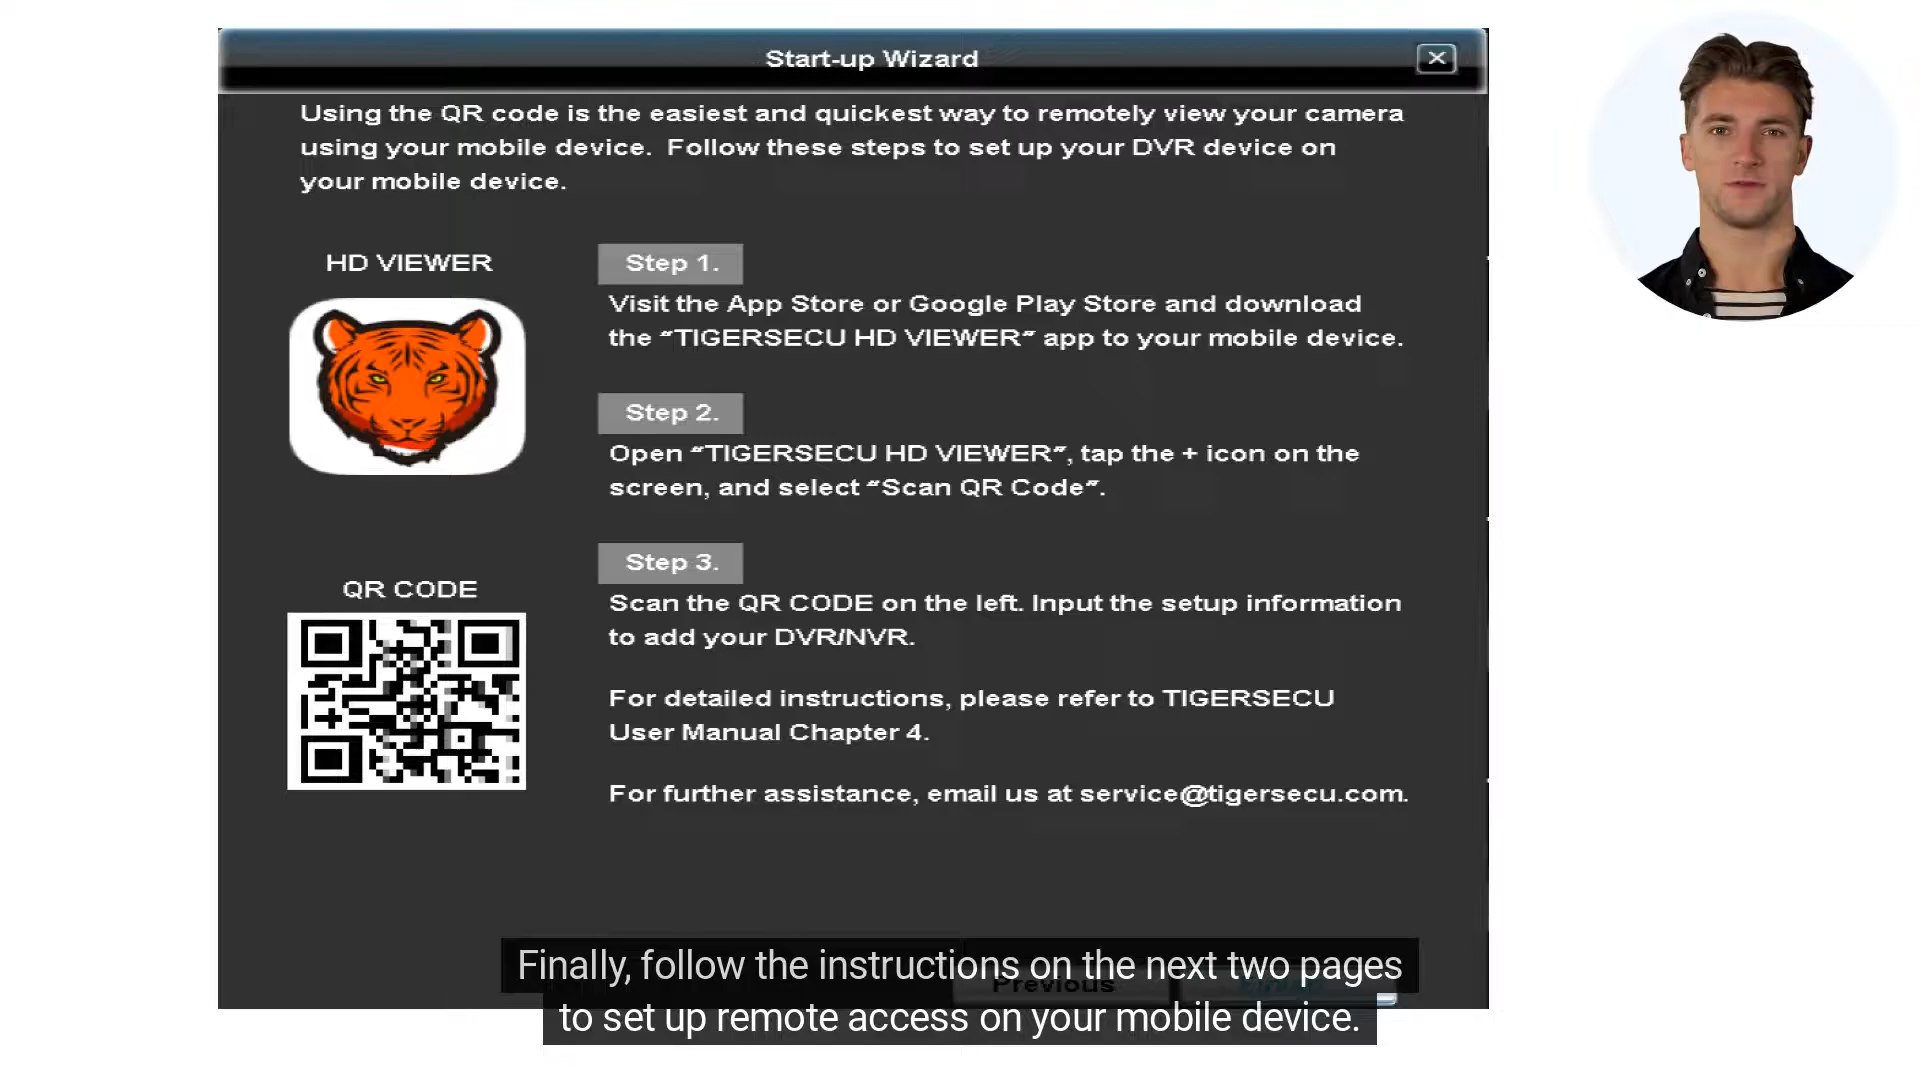 Start-up Wizard
Using the QR code is the easiest and quickest way to remotely view your camera
using your mobile device. Follow these steps to set up your DVR device on
your mobile device.
HD VIEWER
Step 1.
Visit the App Store or Google Play Store and download
the “TIGERSECU HD VIEWER” app to your mobile device.
Step 2.
Open “TIGERSECU HD VIEWER”, tap the + icon on the
screen, and select “Scan QR Code”.
QR CODE
Step 3.
Scan the QR CODE on the left. Input the setup information
to add your DVR/NVR.
For detailed instructions, please refer to TIGERSECU
User Manual Chapter 4.
For further assistance, email us at service@tigersecu.com.
Previous
Finally, follow the instructions on the next two pages
to set up remote access on your mobile device.